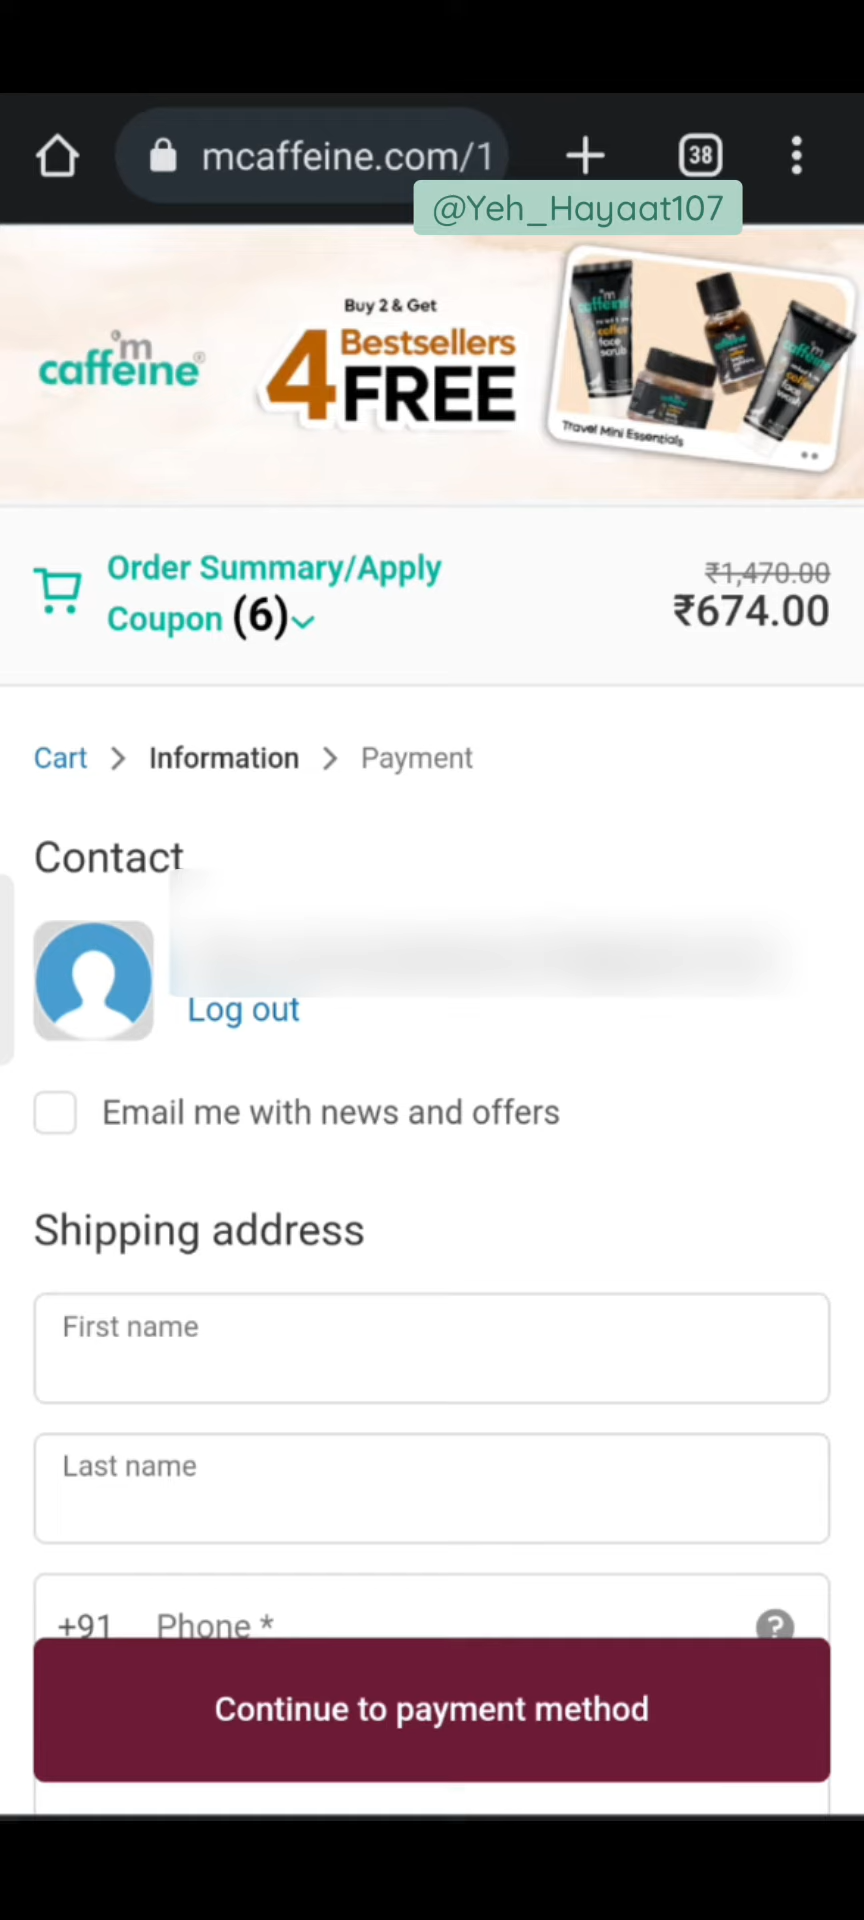 mcaffeine.com/1
38
@Yeh_Hayaat107
Buy 2 & Get
4 Bestsellers
FREE
m
caffeine®
Travel Mini Essentials
Order Summary/Apply
Coupon (6)
₹1,470.00
₹674.00
Cart > Information > Payment
Contact
Log out
Email me with news and offers
Shipping address
First name
Last name
+91 Phone * ?
Continue to payment method